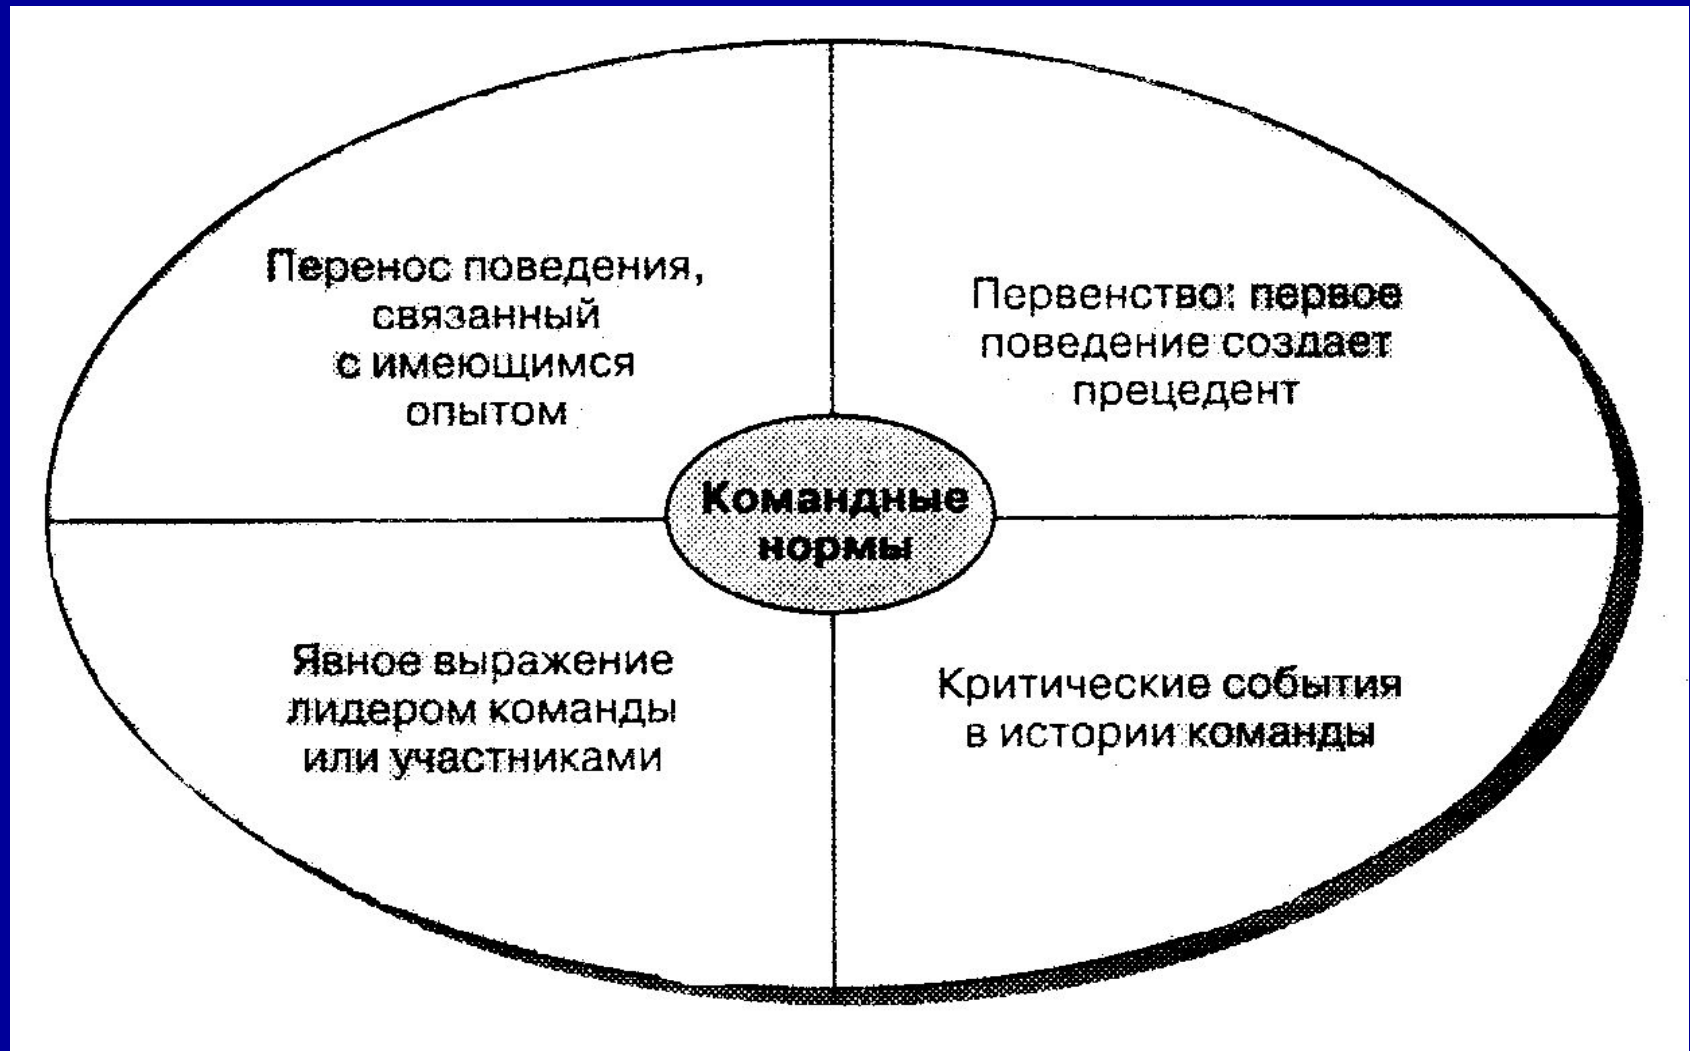 Перенос поведения,
связанный
с имеющимся
опытом
Первенство: первое
поведение создает
прецедент
Командные
нормы
Явное выражение
лидером команды
или участниками
Критические события
в истории команды